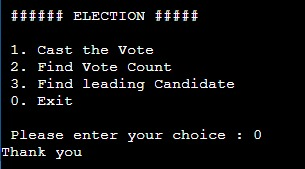 ###### ELECTION #####
1. Cast the Vote
2. Find Vote Count
3. Find leading Candidate
0. Exit
Please enter your choice : 0
Thank you